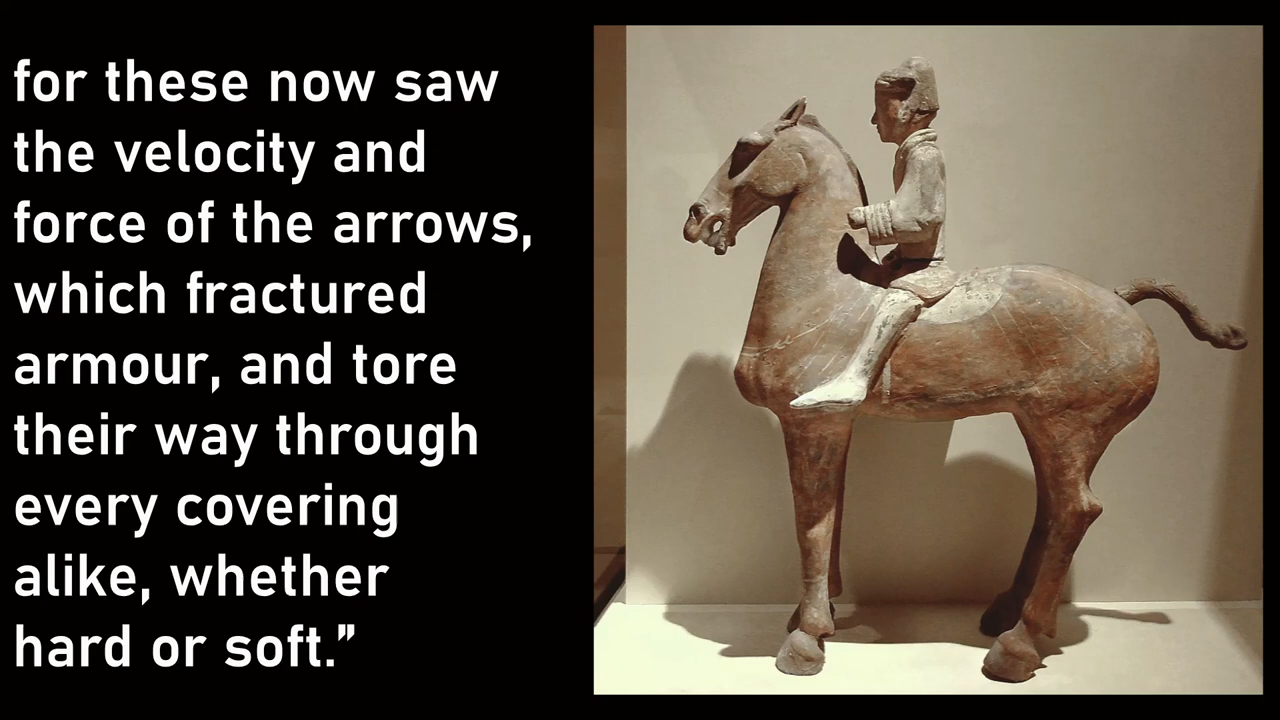 for these now saw
the velocity and
force of the arrows,
which fractured
armour, and tore
their way through
every covering
alike, whether
hard or soft.”